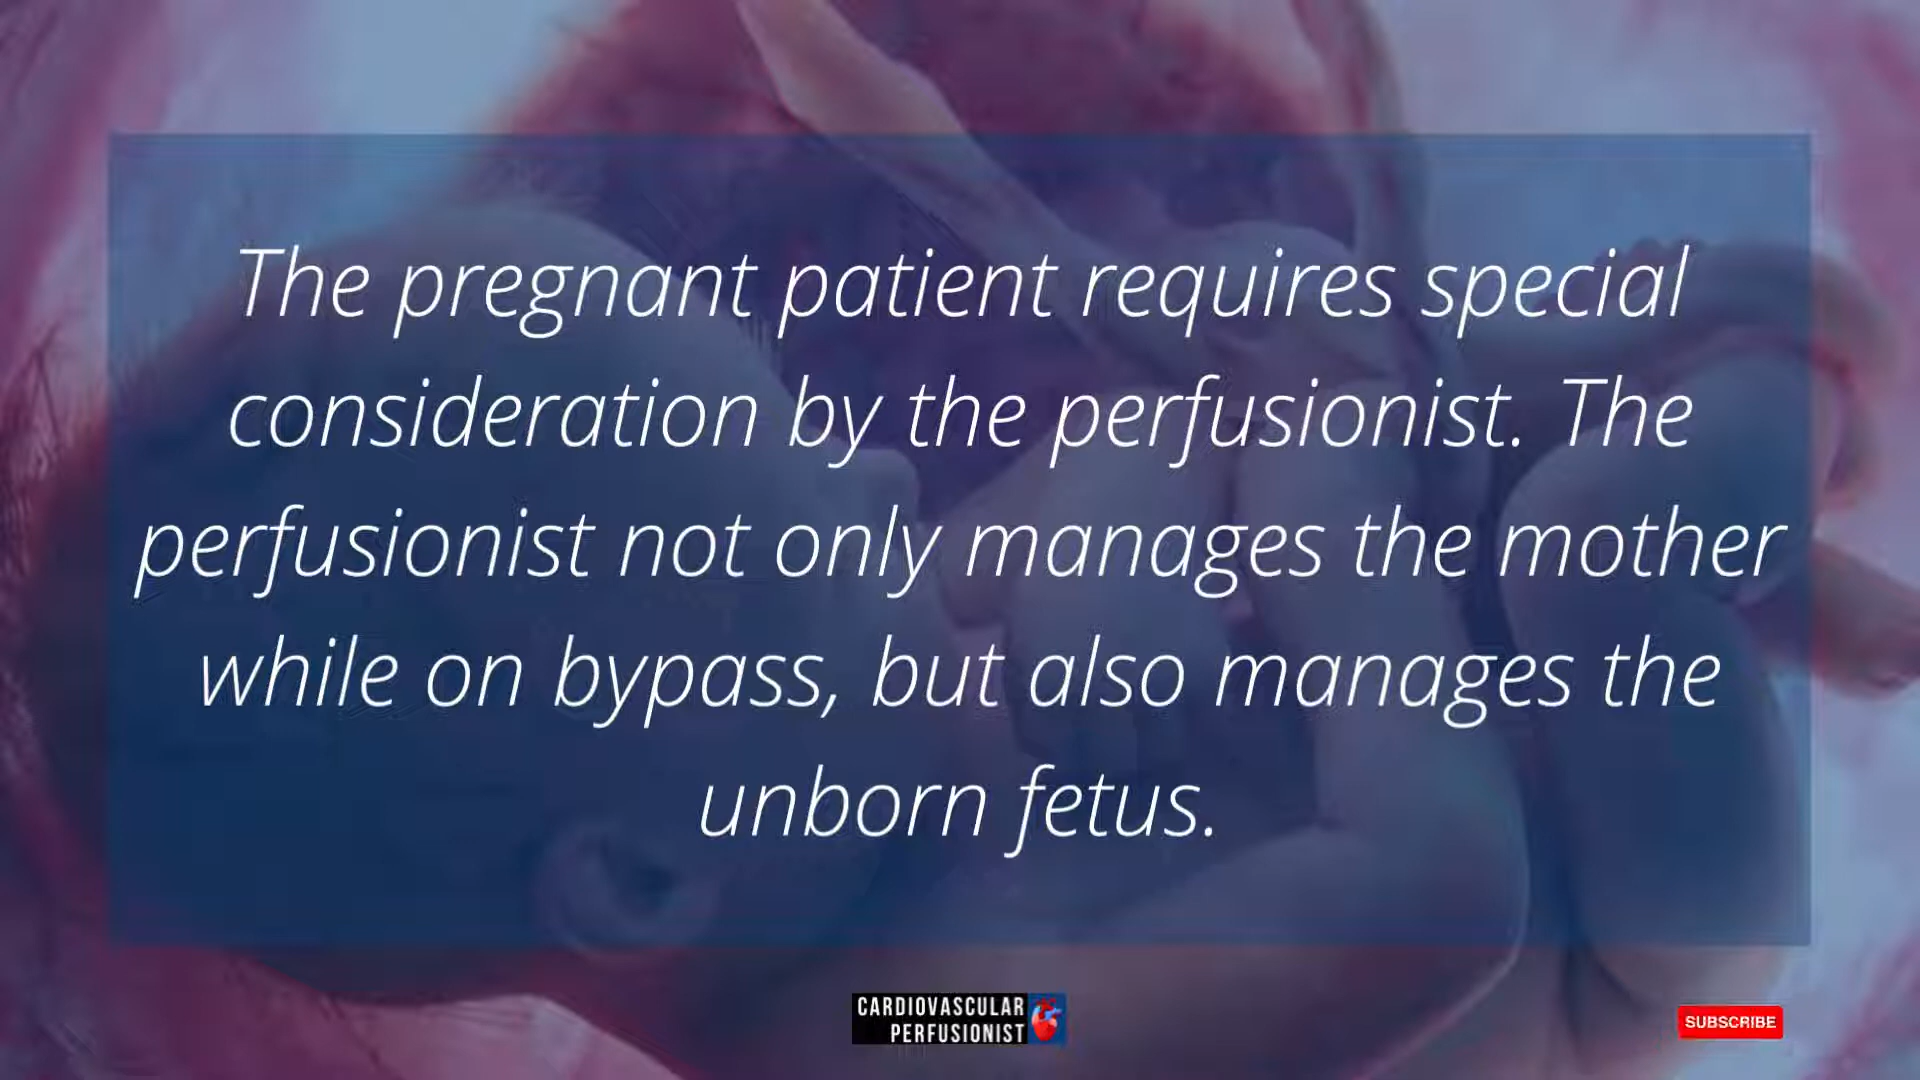 The pregnant patient requires special
consideration by the perfusionist. The
perfusionist not only manages the mother
while on bypass, but also manages the
unborn fetus.
CARDIOVASCULAR
PERFUSIONIST
SUBSCRIBE